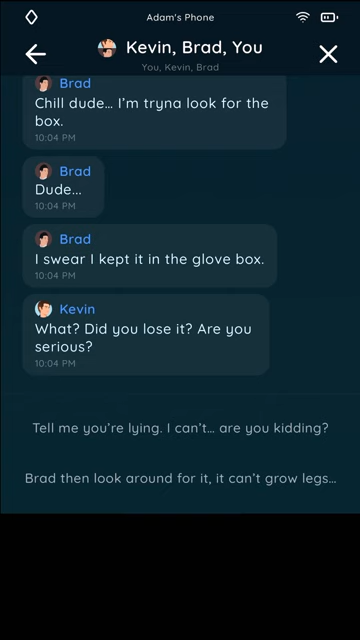 Adam's Phone
Kevin, Brad, You
You, Kevin, Brad
Brad
Chill dude... I'm tryna look for the
box.
10:04 PM
Brad
Dude...
10:04 PM
Brad
I swear I kept it in the glove box.
10:04 PM
Kevin
What? Did you lose it? Are you
serious?
10:04 PM
Tell me you're lying. I can't... are you kidding?
Brad then look around for it, it can't grow legs...